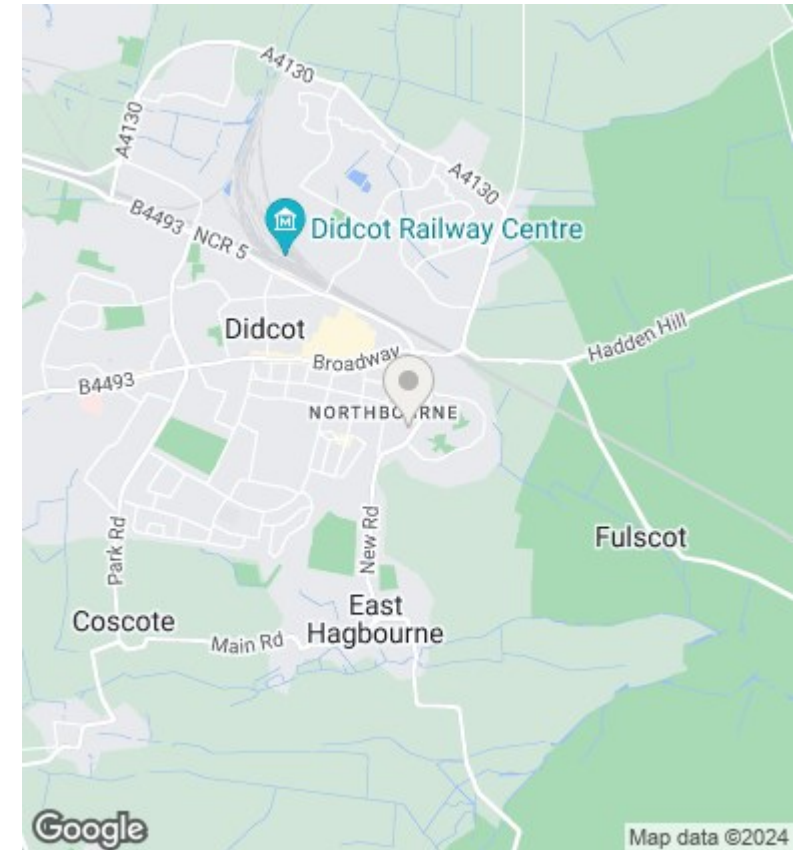 A4130
A4130
A4130
B4493 NCR 5
Didcot Railway Centre
Didcot
Hadden Hill
Broadway
B4493
NORTHBOURNE
Park Rd
New Rd
Fulscot
Coscote
East
Hagbourne
Main Rd
Google
Map data ©2024